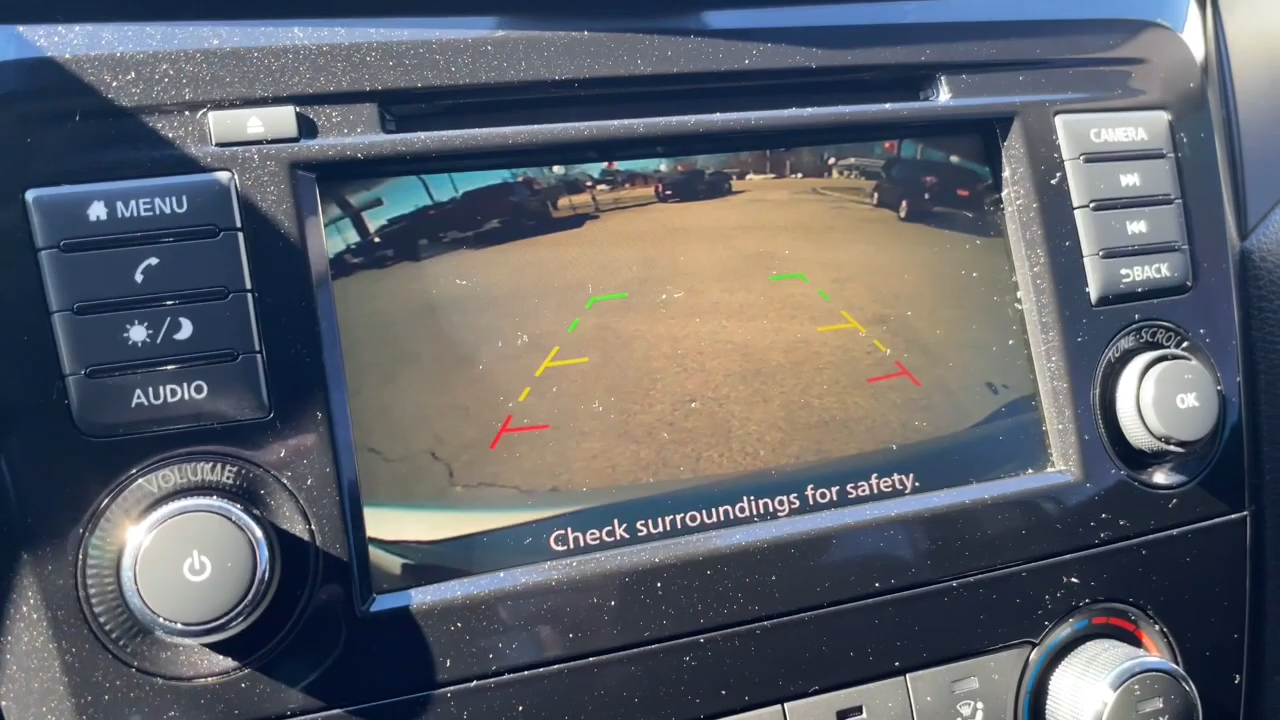 MENU
AUDIO
VOLUME
Check surroundings for safety.
CAMERA
BACK
TUNE·SCROLL
OK